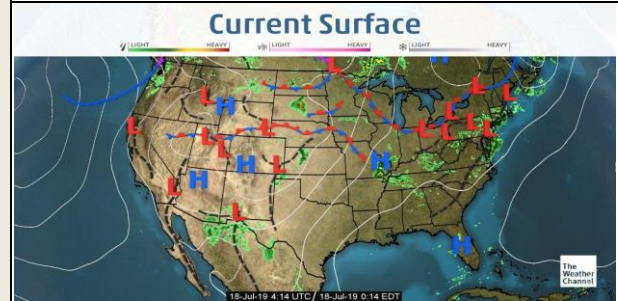 Current Surface
LIGHT HEAVY LIGHT HEAVY LIGHT HEAVY
H
L
L
L
H
L
L
L
L
L
L
L
L
L
L
L
H
H
H
L
L
H
The
Weather
Channel
18-Jul-19 4:14 UTC / 18-Jul-19 0:14 EDT